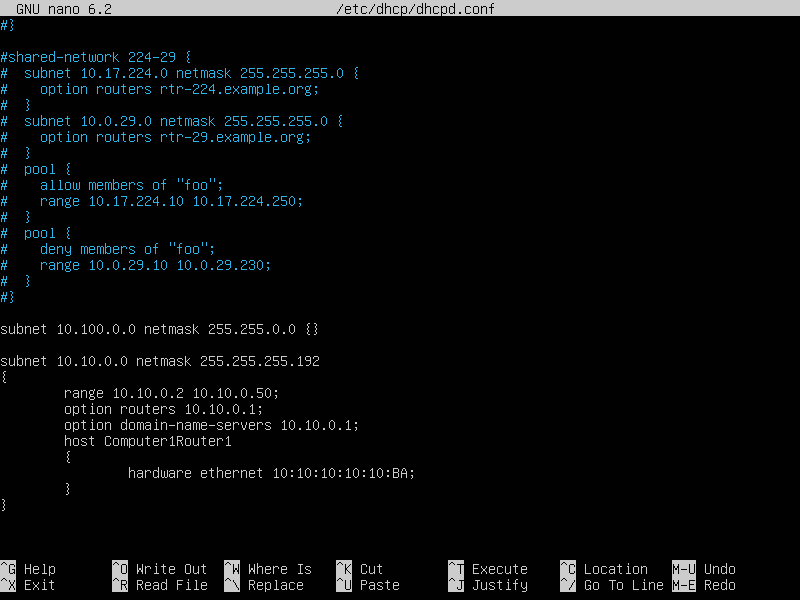 GNU nano 6.2 /etc/dhcp/dhcpd.conf
#}
#shared-network 224-29 {
#  subnet 10.17.224.0 netmask 255.255.255.0 {
#    option routers rtr-224.example.org;
#  }
#  subnet 10.0.29.0 netmask 255.255.255.0 {
#    option routers rtr-29.example.org;
#  }
#  pool {
#    allow members of "foo";
#    range 10.17.224.10 10.17.224.250;
#  }
#  pool {
#    deny members of "foo";
#    range 10.0.29.10 10.0.29.230;
#  }
#}
subnet 10.100.0.0 netmask 255.255.0.0 {}
subnet 10.10.0.0 netmask 255.255.255.192
{
        range 10.10.0.2 10.10.0.50;
        option routers 10.10.0.1;
        option domain-name-servers 10.10.0.1;
        host Computer1Router1
        {
                hardware ethernet 10:10:10:10:10:BA;
        }
}
^G Help ^O Write Out ^W Where Is ^K Cut ^T Execute ^C Location M-U Undo
^X Exit ^R Read File ^\ Replace ^U Paste ^J Justify ^/ Go To Line M-E Redo